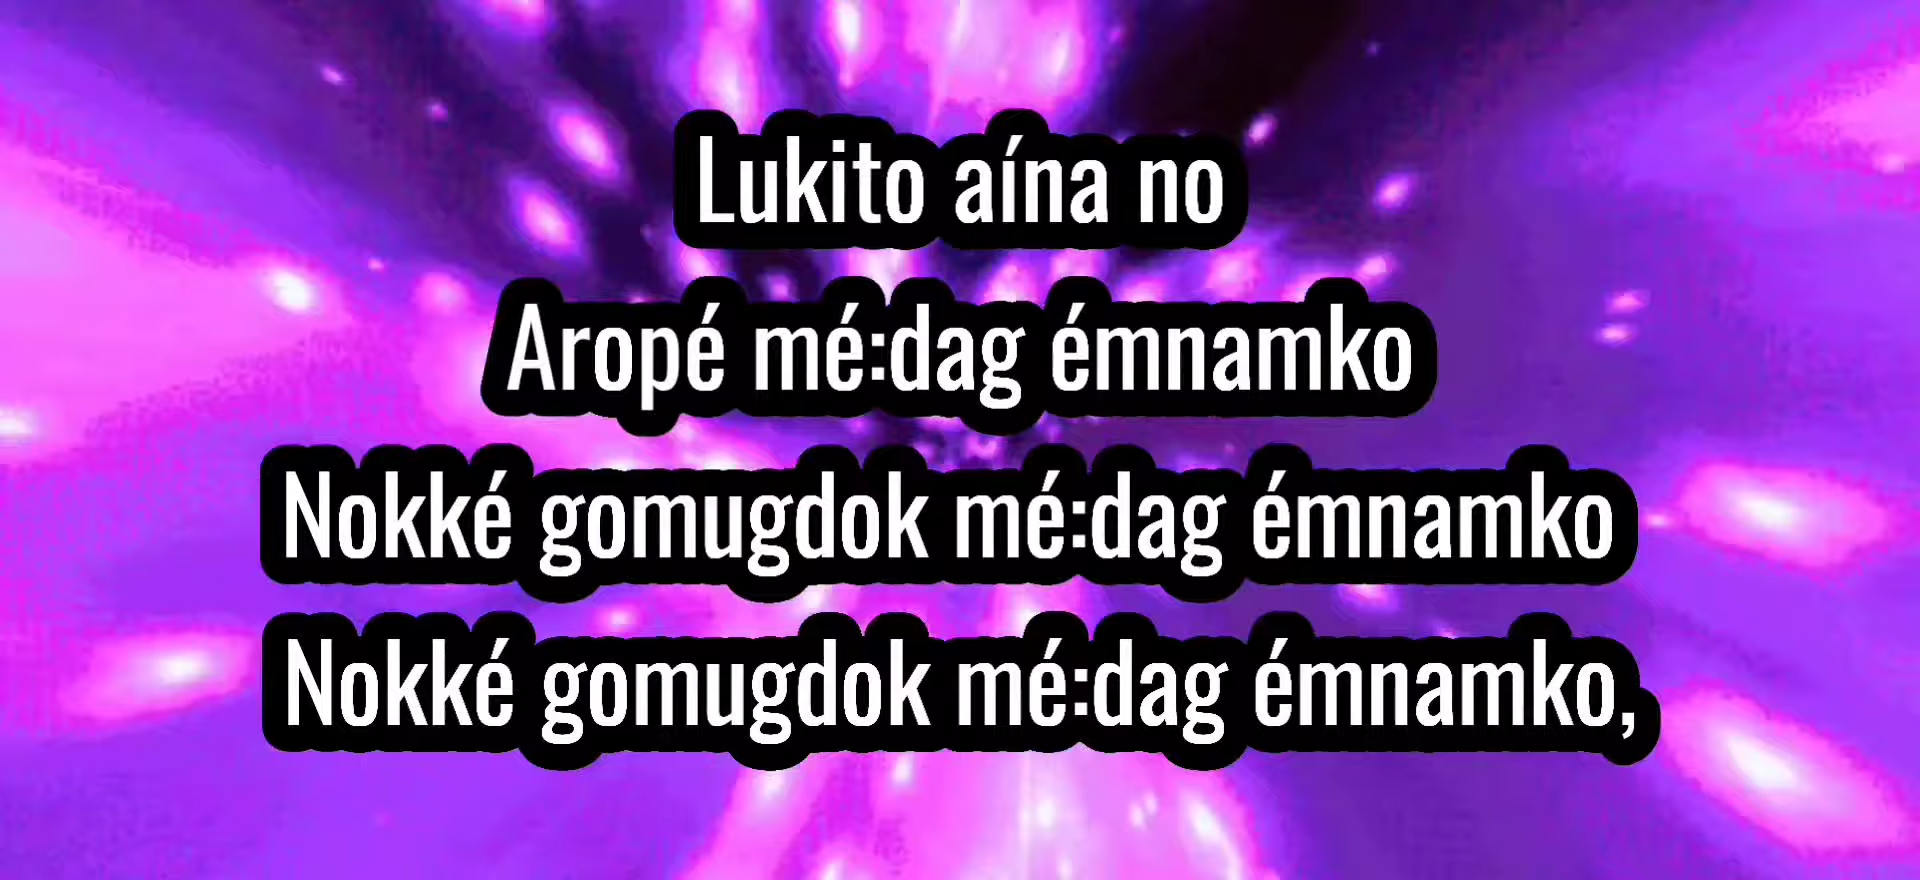 Lukito aína no
Aropé mé:dag émnamko
Nokké gomugdok mé:dag émnamko
Nokké gomugdok mé:dag émnamko,